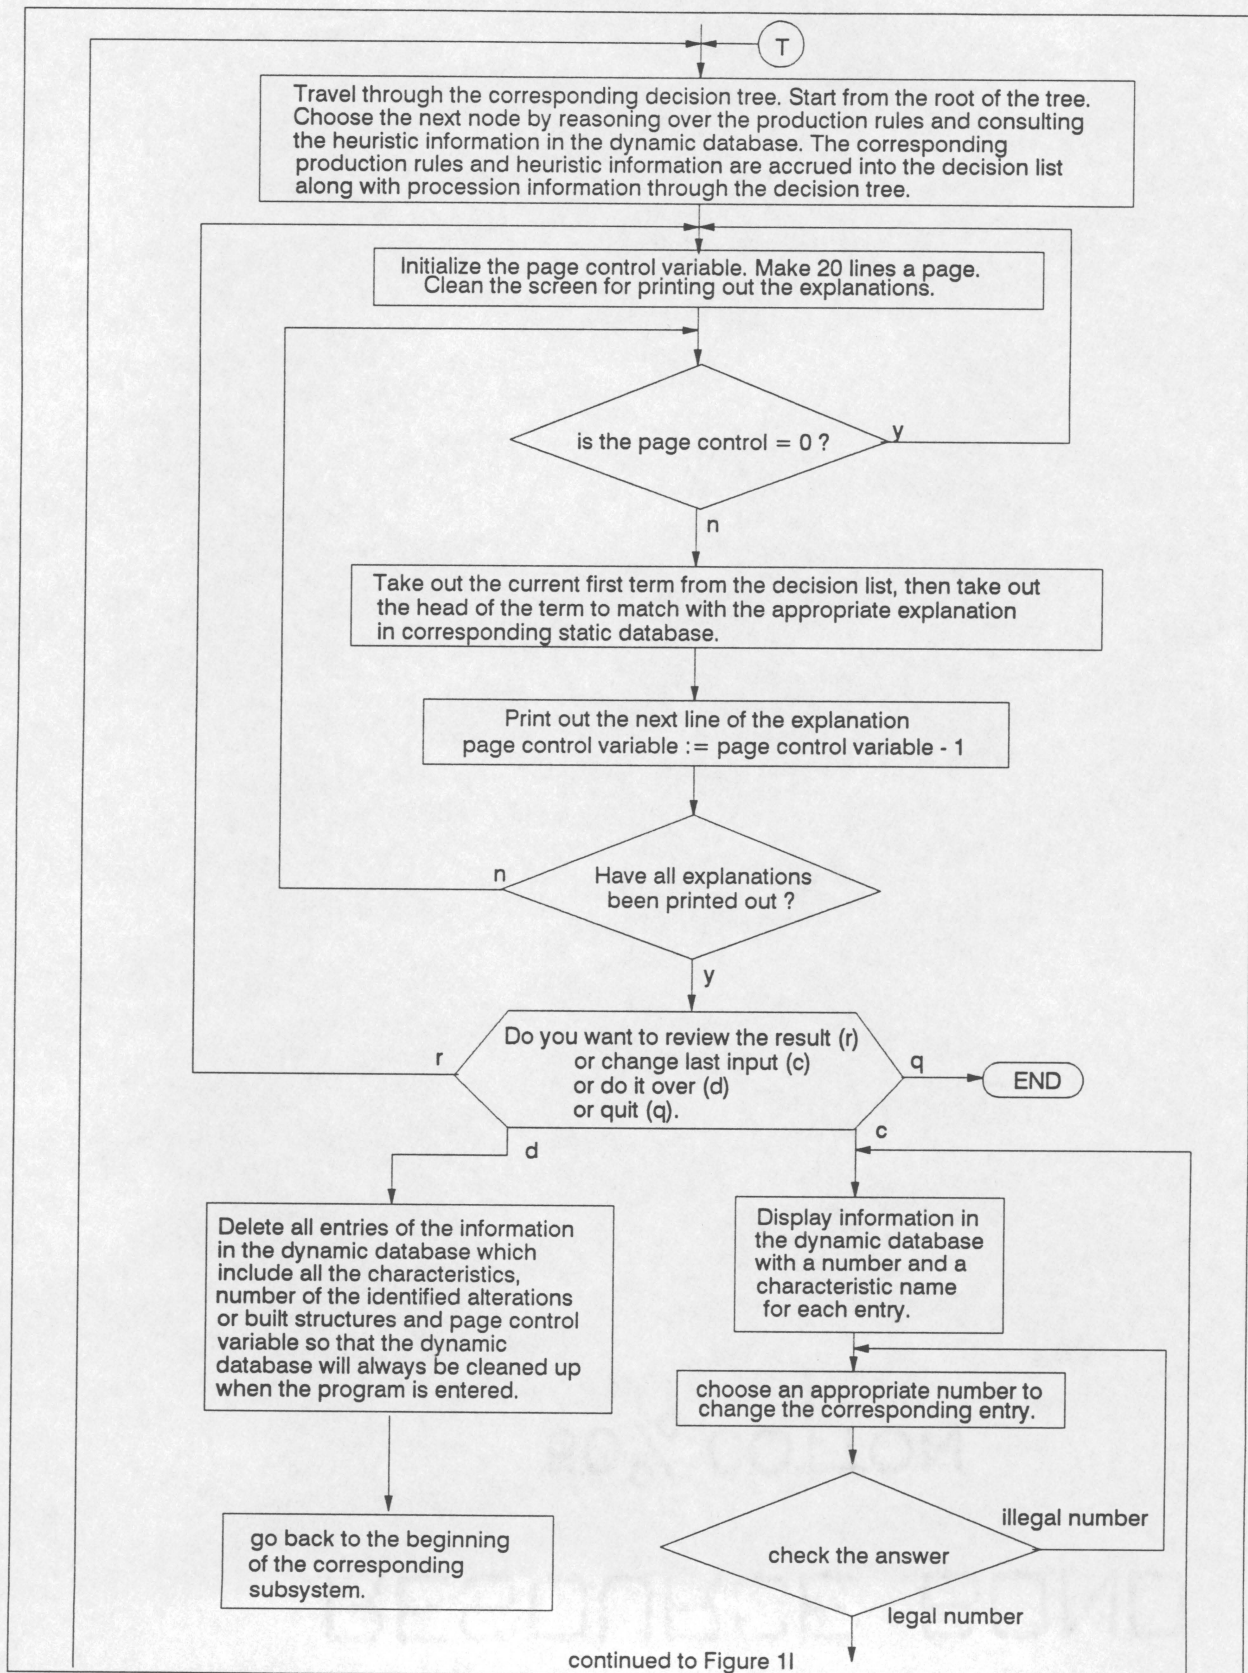 T
Travel through the corresponding decision tree. Start from the root of the tree.
Choose the next node by reasoning over the production rules and consulting
the heuristic information in the dynamic database. The corresponding
production rules and heuristic information are accrued into the decision list
along with procession information through the decision tree.
Initialize the page control variable. Make 20 lines a page.
Clean the screen for printing out the explanations.
is the page control = 0 ?
y
n
Take out the current first term from the decision list, then take out
the head of the term to match with the appropriate explanation
in corresponding static database.
Print out the next line of the explanation
page control variable := page control variable - 1
n
Have all explanations
been printed out ?
y
r
Do you want to review the result (r)
or change last input (c)
or do it over (d)
or quit (q).
q
END
d
c
Delete all entries of the information
in the dynamic database which
include all the characteristics,
number of the identified alterations
or built structures and page control
variable so that the dynamic
database will always be cleaned up
when the program is entered.
Display information in
the dynamic database
with a number and a
characteristic name
for each entry.
choose an appropriate number to
change the corresponding entry.
go back to the beginning
of the corresponding
subsystem.
check the answer
illegal number
legal number
continued to Figure 1I